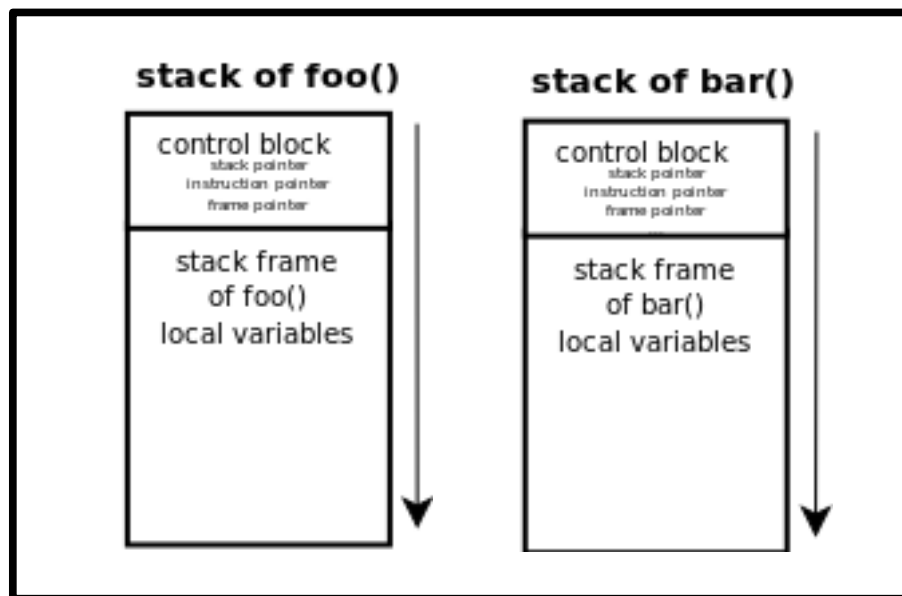 stack of foo()
control block
stack pointer
instruction pointer
frame pointer
stack frame
of foo()
local variables
stack of bar()
control block
stack pointer
instruction pointer
frame pointer
...
stack frame
of bar()
local variables